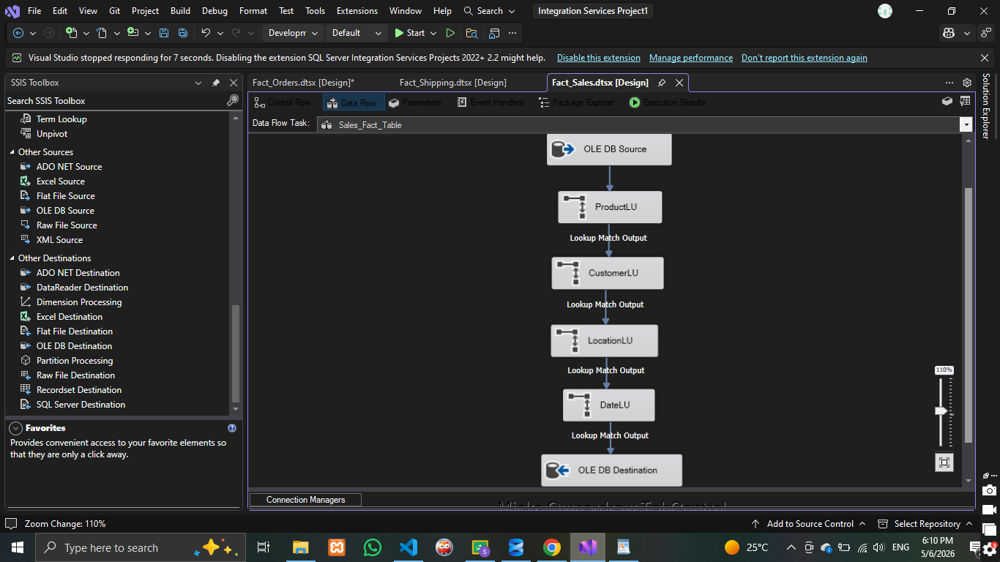 File Edit View Git Project Build Debug Format Test Tools Extensions Window Help Search Integration Services Project1
Developm Default Start
Visual Studio stopped responding for 7 seconds. Disabling the extension SQL Server Integration Services Projects 2022+ 2.2 might help. Disable this extension Manage performance Don't report this extension again
SSIS Toolbox
Search SSIS Toolbox
Term Lookup
Unpivot
Other Sources
ADO NET Source
Excel Source
Flat File Source
OLE DB Source
Raw File Source
XML Source
Other Destinations
ADO NET Destination
DataReader Destination
Dimension Processing
Excel Destination
Flat File Destination
OLE DB Destination
Partition Processing
Raw File Destination
Recordset Destination
SQL Server Destination
Favorites
Provides convenient access to your favorite elements so
that they are only a click away.
Fact_Orders.dtsx [Design]* Fact_Shipping.dtsx [Design] Fact_Sales.dtsx [Design]
Control Flow Data Flow Parameters Event Handlers Package Explorer Execution Results
Data Flow Task: Sales_Fact_Table
OLE DB Source
ProductLU
Lookup Match Output
CustomerLU
Lookup Match Output
LocationLU
Lookup Match Output
DateLU
Lookup Match Output
OLE DB Destination
110%
Connection Managers
Solution Explorer
Zoom Change: 110% Add to Source Control Select Repository
Type here to search
S
25°C
ENG
6:10 PM
5/6/2026